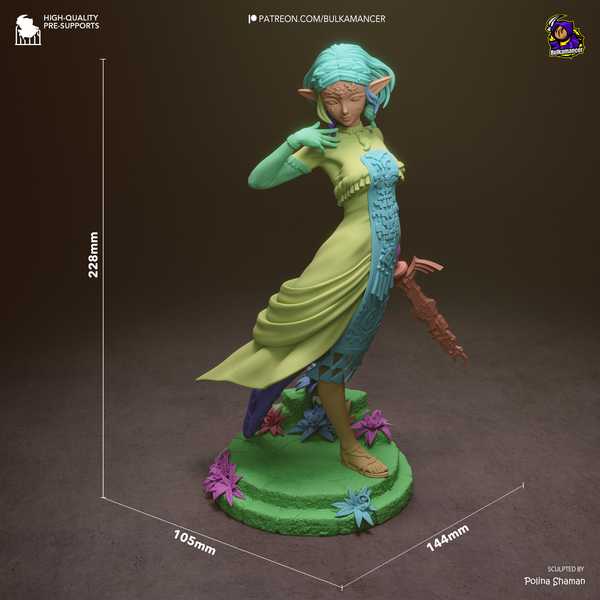 HIGH-QUALITY
PRE-SUPPORTS
PATREON.COM/BULKAMANCER
Bulkamancer
228mm
105mm
144mm
SCULPTED BY
Polina Shaman